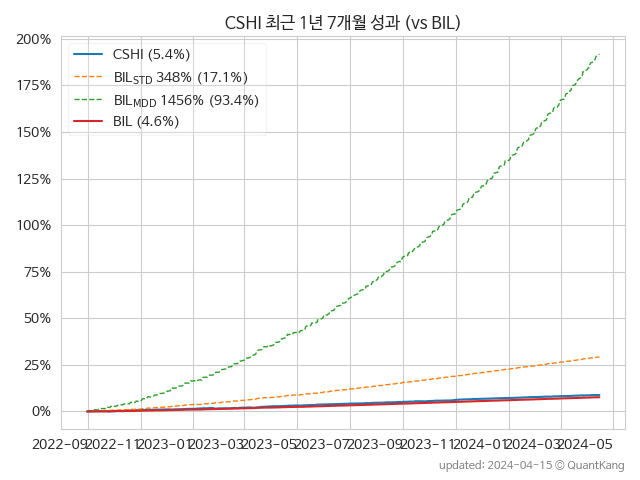 CSHI 최근 1년 7개월 성과 (vs BIL)
CSHI (5.4%)
BILSTD 348% (17.1%)
BILMDD 1456% (93.4%)
BIL (4.6%)
200%
175%
150%
125%
100%
75%
50%
25%
0%
2022-09 2022-11 2023-01 2023-03 2023-05 2023-07 2023-09 2023-11 2024-01 2024-03 2024-05
updated: 2024-04-15 © QuantKang